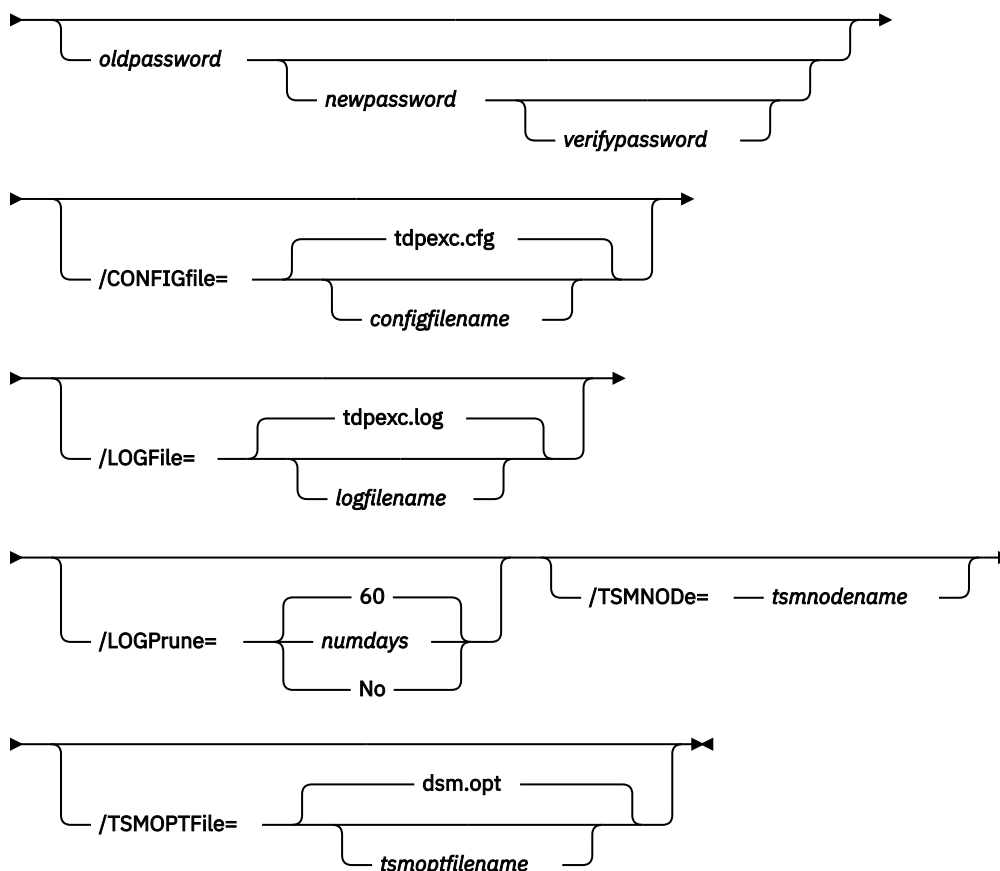 oldpassword
newpassword
verifypassword
tdpexc.cfg
/CONFIGfile=
configfilename
tdpexc.log
/LOGFile=
logfilename
60
/TSMNODe= tsmnodename
/LOGPrune= numdays
No
dsm.opt
/TSMOPTFile=
tsmoptfilename